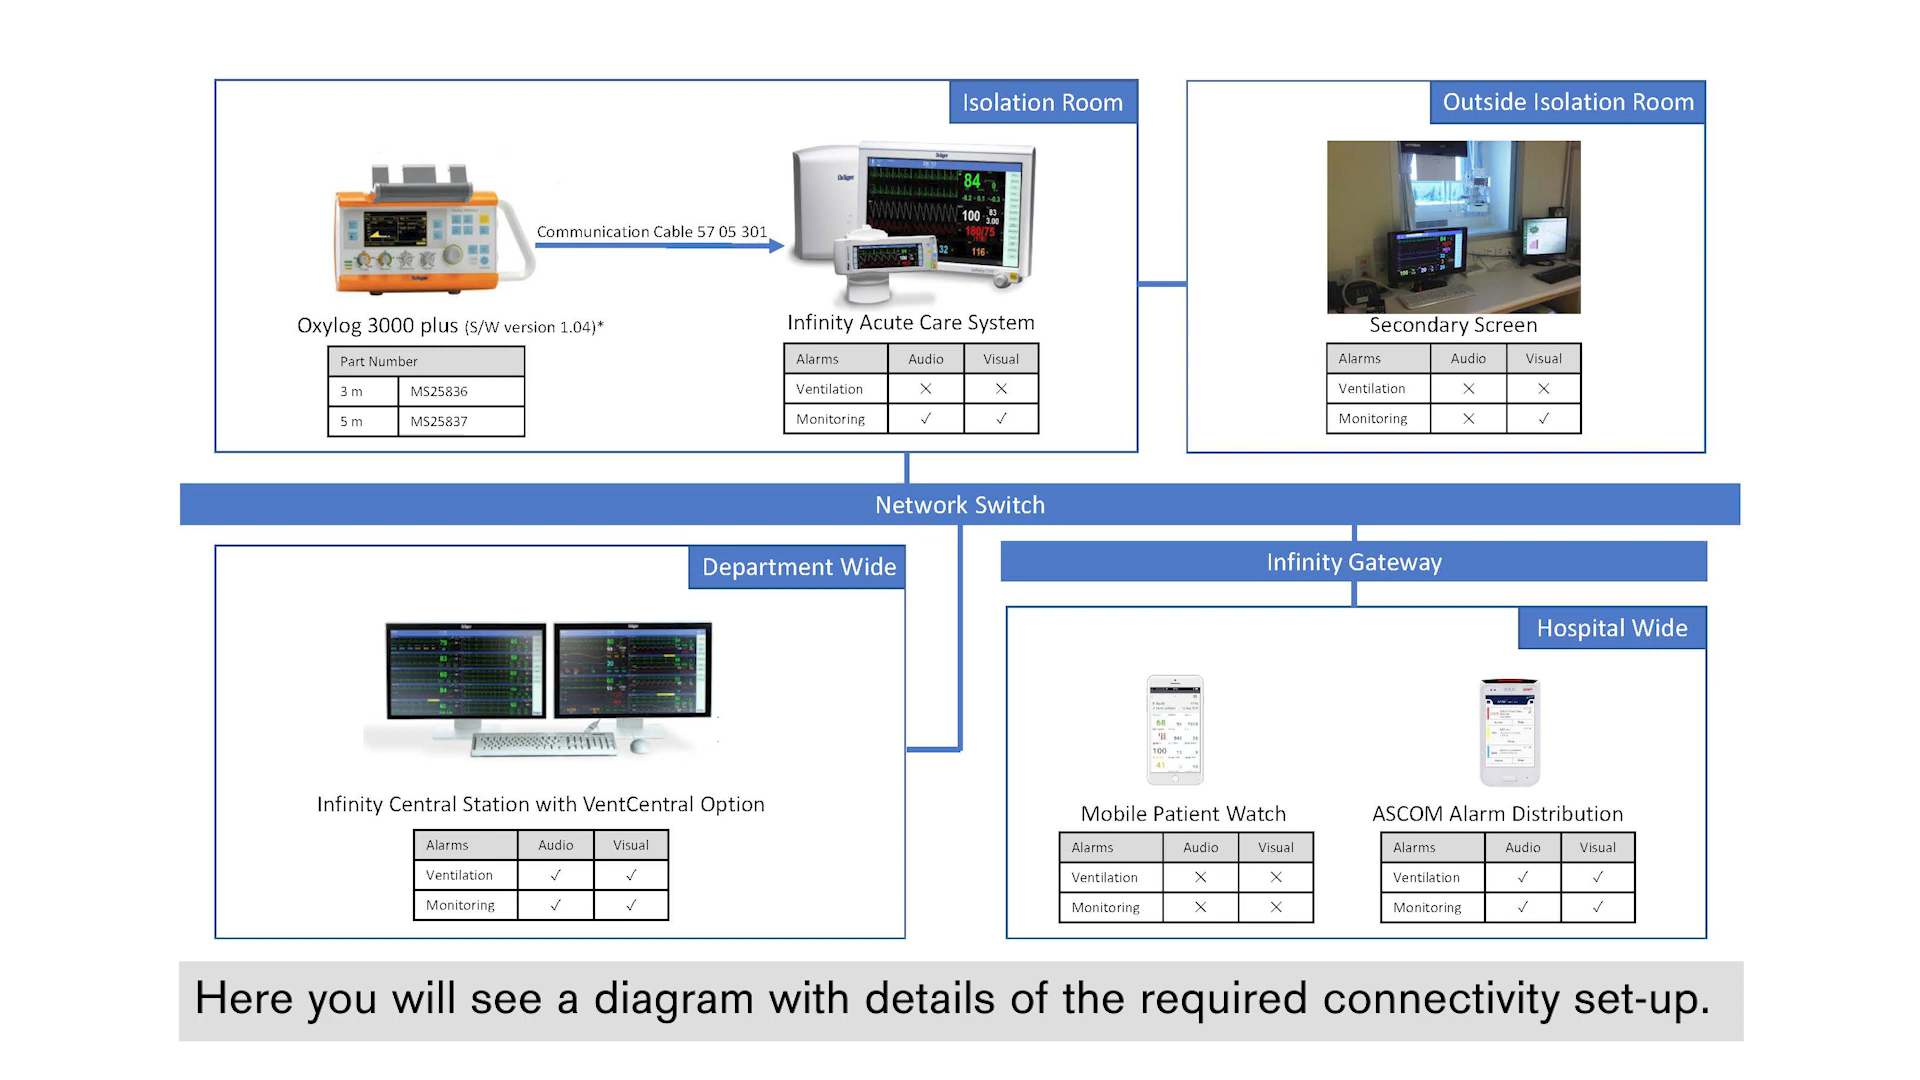 Isolation Room
Outside Isolation Room
Communication Cable 57 05 301
Oxylog 3000 plus (S/W version 1.04)*
Part Number
3 m MS25836
5 m MS25837
Infinity Acute Care System
Alarms Audio Visual
Ventilation ✕ ✕
Monitoring ✓ ✓
Secondary Screen
Alarms Audio Visual
Ventilation ✕ ✕
Monitoring ✕ ✓
Network Switch
Department Wide
Infinity Gateway
Hospital Wide
Infinity Central Station with VentCentral Option
Alarms Audio Visual
Ventilation ✓ ✓
Monitoring ✓ ✓
Mobile Patient Watch
Alarms Audio Visual
Ventilation ✕ ✕
Monitoring ✕ ✕
ASCOM Alarm Distribution
Alarms Audio Visual
Ventilation ✓ ✓
Monitoring ✓ ✓
Here you will see a diagram with details of the required connectivity set-up.